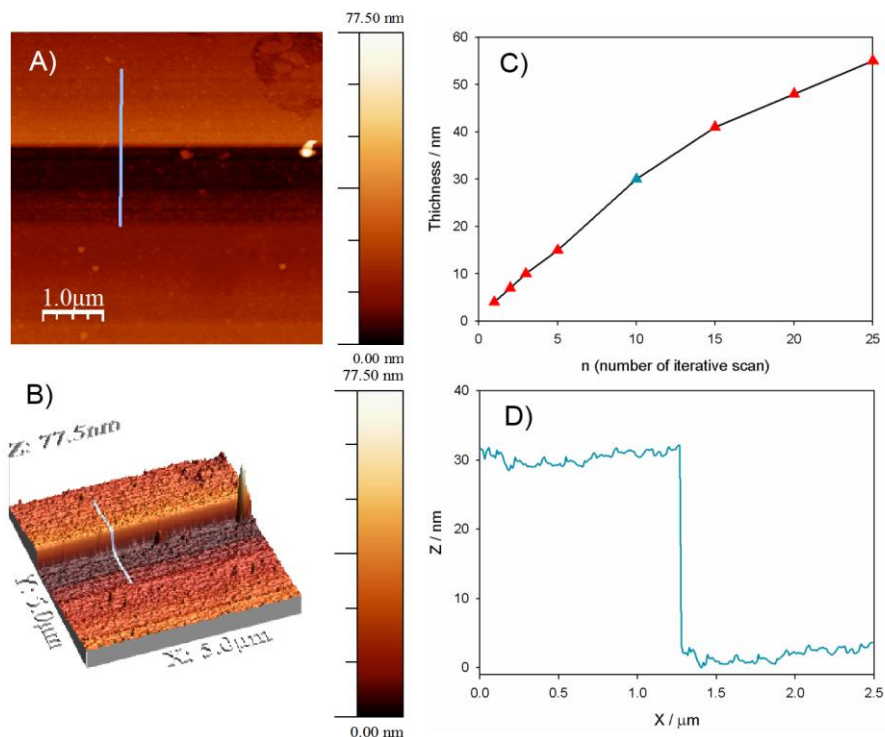 77.50 nm
A)
1.0µm
0.00 nm
77.50 nm
B)
Z: 77.5nm
Y: 5.0µm
X: 5.0µm
0.00 nm
C)
Thichness / nm
60
50
40
30
20
10
0
0 5 10 15 20 25
n (number of iterative scan)
D)
Z / nm
40
30
20
10
0
0.0 0.5 1.0 1.5 2.0 2.5
X / µm